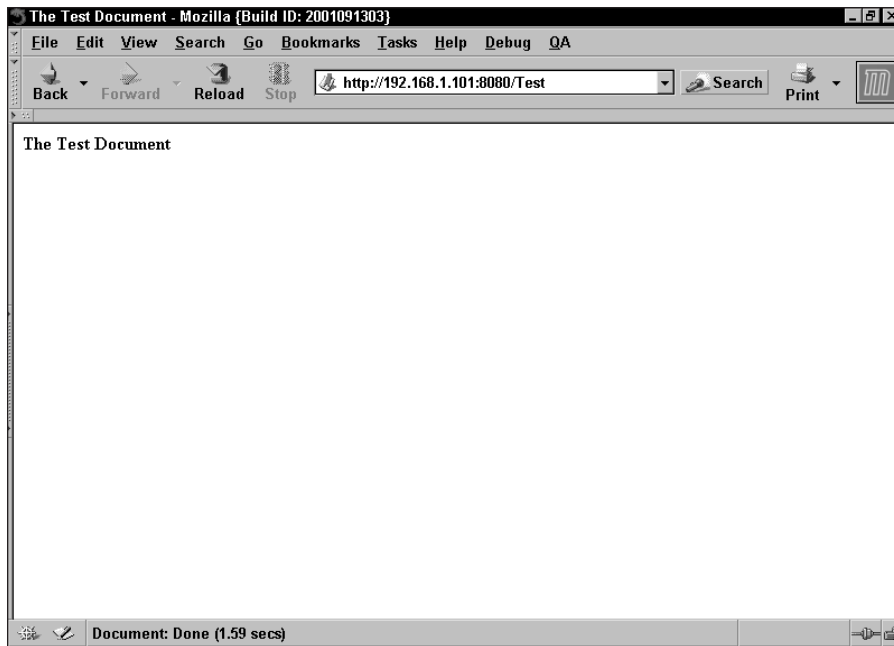 The Test Document - Mozilla {Build ID: 2001091303}
File Edit View Search Go Bookmarks Tasks Help Debug QA
Back Forward Reload Stop http://192.168.1.101:8080/Test Search Print m
The Test Document
Document: Done (1.59 secs)